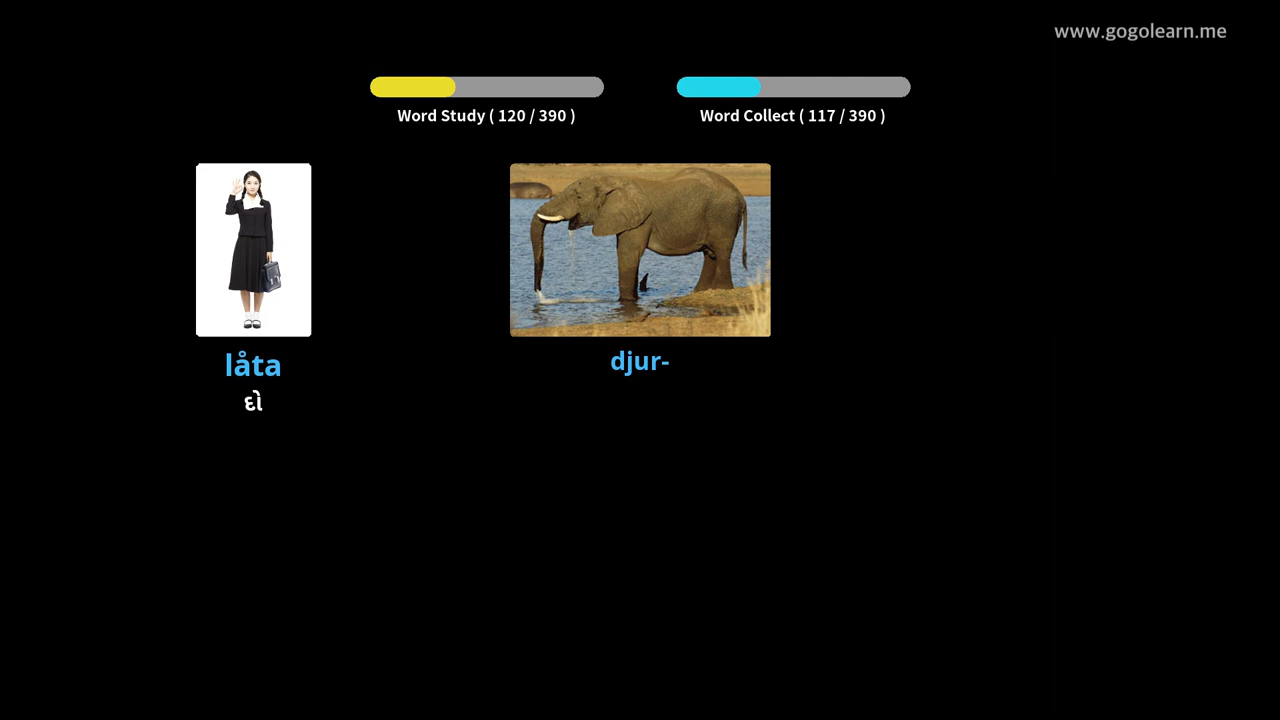 www.gogolearn.me
Word Study ( 120 / 390 )
Word Collect ( 117 / 390 )
låta
દો
djur-